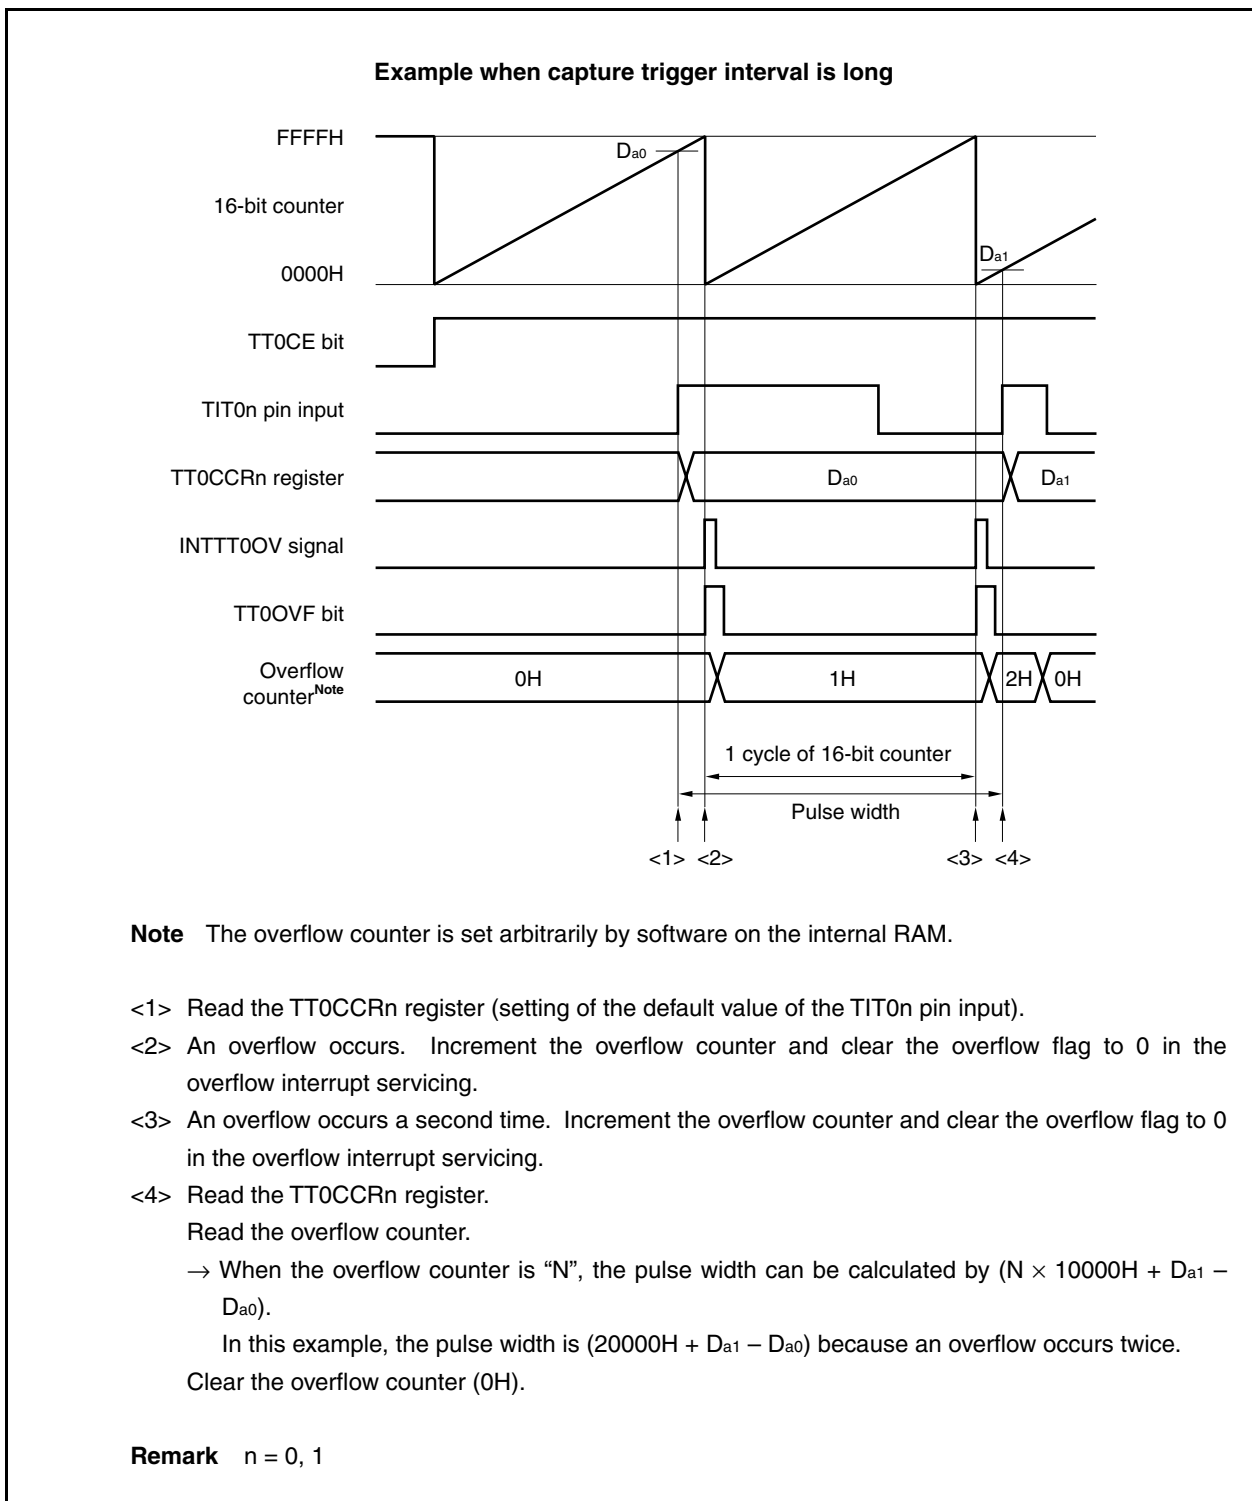 Example when capture trigger interval is long
FFFFH
Da0
16-bit counter
Da1
0000H
TT0CE bit
TIT0n pin input
TT0CCRn register
Da0
Da1
INTTT0OV signal
TT0OVF bit
Overflow
counterNote
0H
1H
2H
0H
1 cycle of 16-bit counter
Pulse width
<1> <2> <3> <4>
Note The overflow counter is set arbitrarily by software on the internal RAM.
<1> Read the TT0CCRn register (setting of the default value of the TIT0n pin input).
<2> An overflow occurs. Increment the overflow counter and clear the overflow flag to 0 in the
overflow interrupt servicing.
<3> An overflow occurs a second time. Increment the overflow counter and clear the overflow flag to 0
in the overflow interrupt servicing.
<4> Read the TT0CCRn register.
Read the overflow counter.
→ When the overflow counter is “N”, the pulse width can be calculated by (N × 10000H + Da1 –
Da0).
In this example, the pulse width is (20000H + Da1 – Da0) because an overflow occurs twice.
Clear the overflow counter (0H).
Remark n = 0, 1